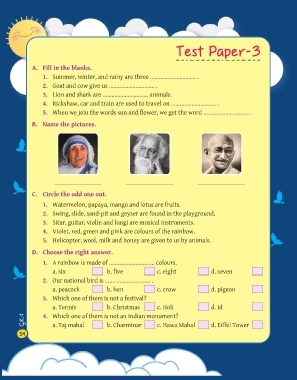 Test Paper-3
A. Fill in the blanks.
1. Summer, winter, and rainy are three ........................ .
2. Goat and cow give us ........................ .
3. Lion and shark are ........................ animals.
4. Rickshaw, car and train are used to travel on ........................ .
5. When we join the words sun and flower, we get the word ........................ .
B. Name the pictures.
C. Circle the odd one out.
1. Watermelon, papaya, mango and lotus are fruits.
2. Swing, slide, sand-pit and geyser are found in the playground.
3. Sitar, guitar, violin and lungi are musical instruments.
4. Violet, red, green and pink are colours of the rainbow.
5. Helicopter, wool, milk and honey are given to us by animals.
D. Choose the right answer.
1. A rainbow is made of ........................ colours.
a. six b. five c. eight d. seven
2. Our national bird is ........................ .
a. peacock b. hen c. crow d. pigeon
3. Which one of them is not a festival?
a. Tennis b. Christmas c. Holi d. Id
4. Which one of them is not an Indian monument?
a. Taj mahal b. Charminar c. Hawa Mahal d. Eiffel Tower
GK-1
54